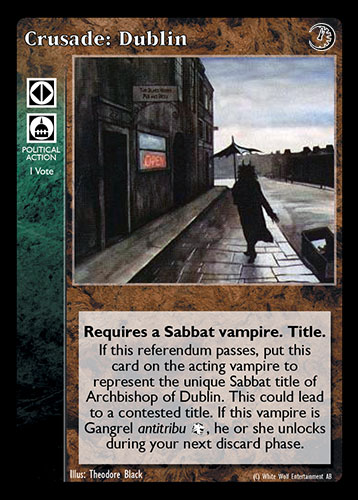 Crusade: Dublin
POLITICAL
ACTION
1 Vote
OPEN
Requires a Sabbat vampire. Title.
If this referendum passes, put this
card on the acting vampire to
represent the unique Sabbat title of
Archbishop of Dublin. This could lead
to a contested title. If this vampire is
Gangrel antitribu , he or she unlocks
during your next discard phase.
Illus: Theodore Black
(C) White Wolf Entertainment AB